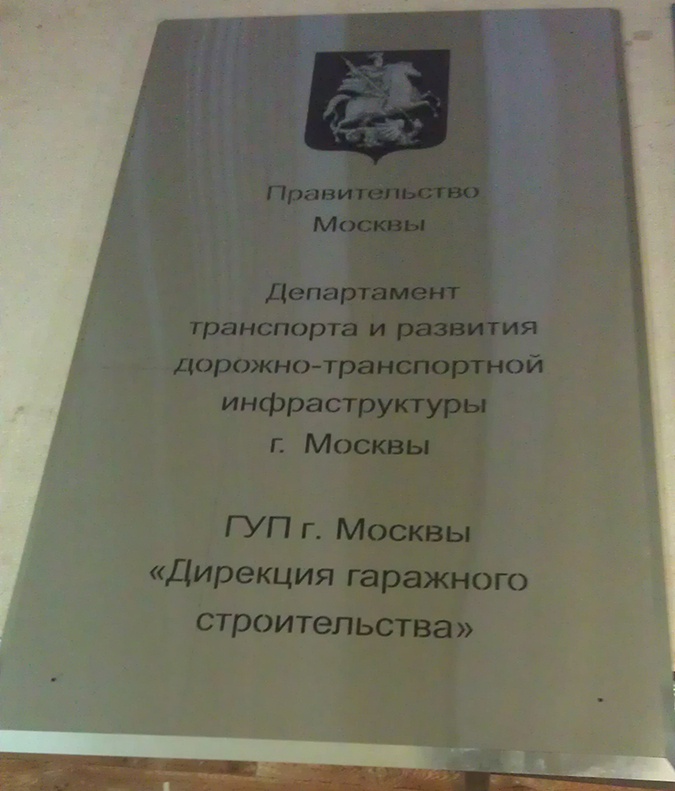 Правительство
Москвы
Департамент
транспорта и развития
дорожно-транспортной
инфраструктуры
г. Москвы
ГУП г. Москвы
«Дирекция гаражного
строительства»